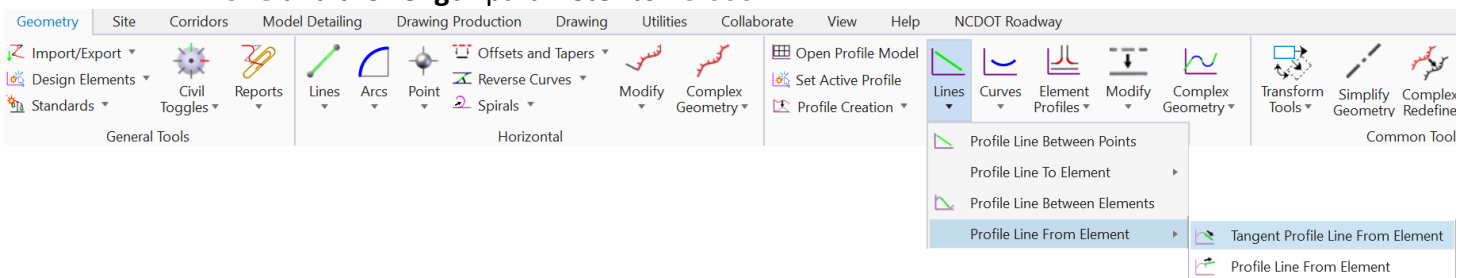 Geometry Site Corridors Model Detailing Drawing Production Drawing Utilities Collaborate View Help NCDOT Roadway
Import/Export
Design Elements
Standards
Civil Toggles
Reports
General Tools
Lines
Arcs
Point
Offsets and Tapers
Reverse Curves
Spirals
Modify
Complex Geometry
Horizontal
Open Profile Model
Set Active Profile
Profile Creation
Lines
Curves
Element Profiles
Modify
Complex Geometry
Transform Tools
Simplify Geometry
Complex Redefine
Common Tool
Profile Line Between Points
Profile Line To Element
Profile Line Between Elements
Profile Line From Element
Tangent Profile Line From Element
Profile Line From Element